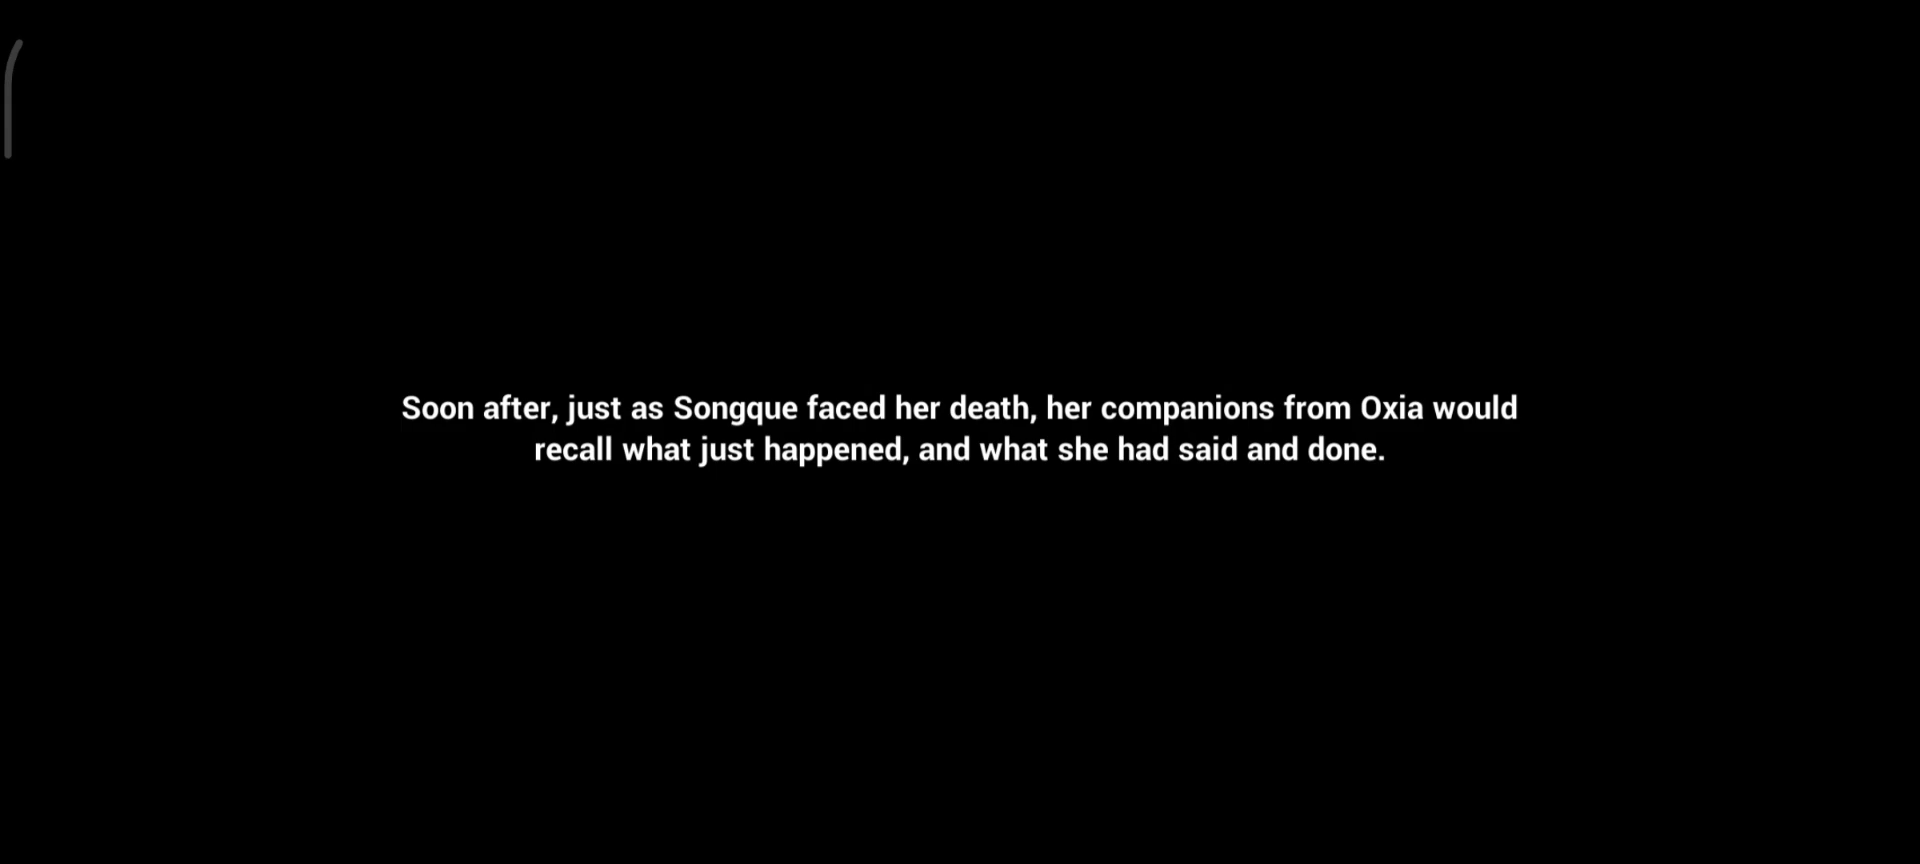 Soon after, just as Songque faced her death, her companions from Oxia would
recall what just happened, and what she had said and done.